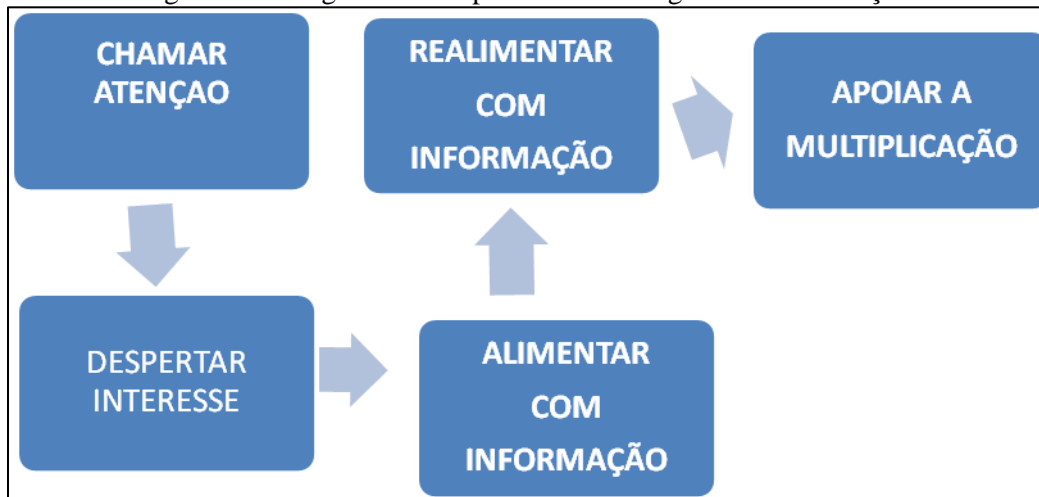 CHAMAR
ATENÇAO
DESPERTAR
INTERESSE
ALIMENTAR
COM
INFORMAÇÃO
REALIMENTAR
COM
INFORMAÇÃO
APOIAR A
MULTIPLICAÇÃO